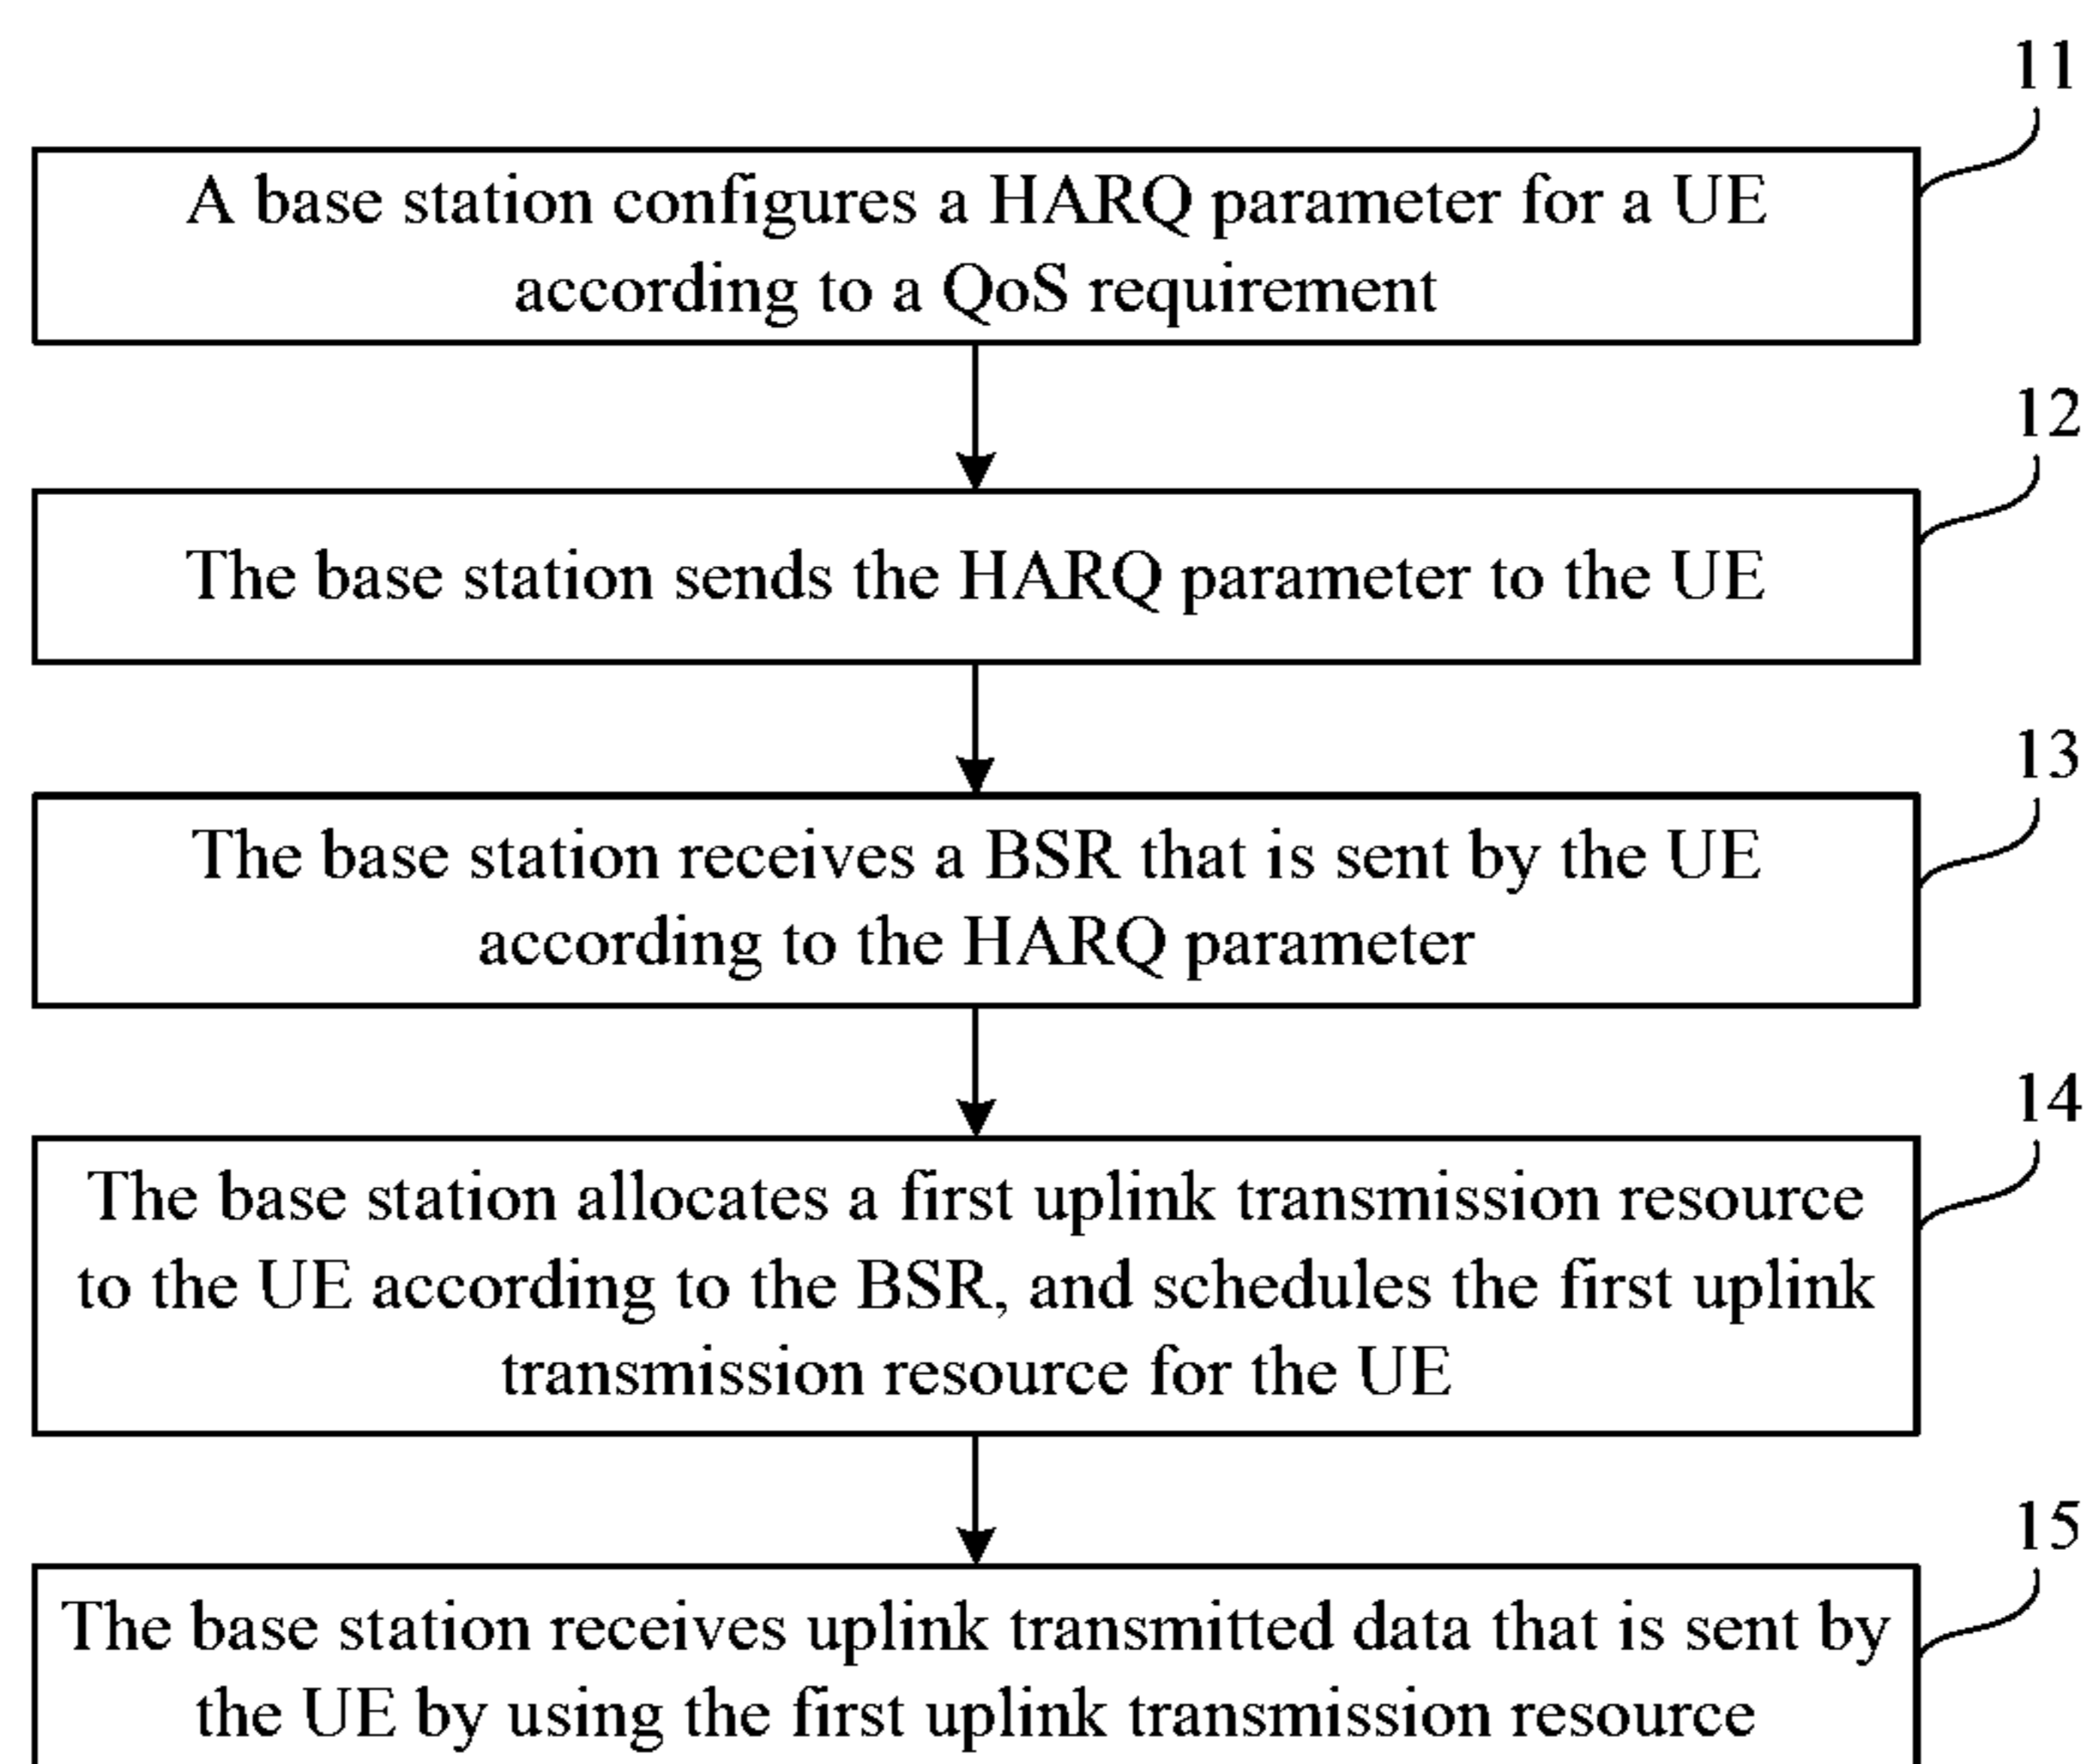 11
A base station configures a HARQ parameter for a UE
according to a QoS requirement
12
The base station sends the HARQ parameter to the UE
13
The base station receives a BSR that is sent by the UE
according to the HARQ parameter
14
The base station allocates a first uplink transmission resource
to the UE according to the BSR, and schedules the first uplink
transmission resource for the UE
15
The base station receives uplink transmitted data that is sent by
the UE by using the first uplink transmission resource